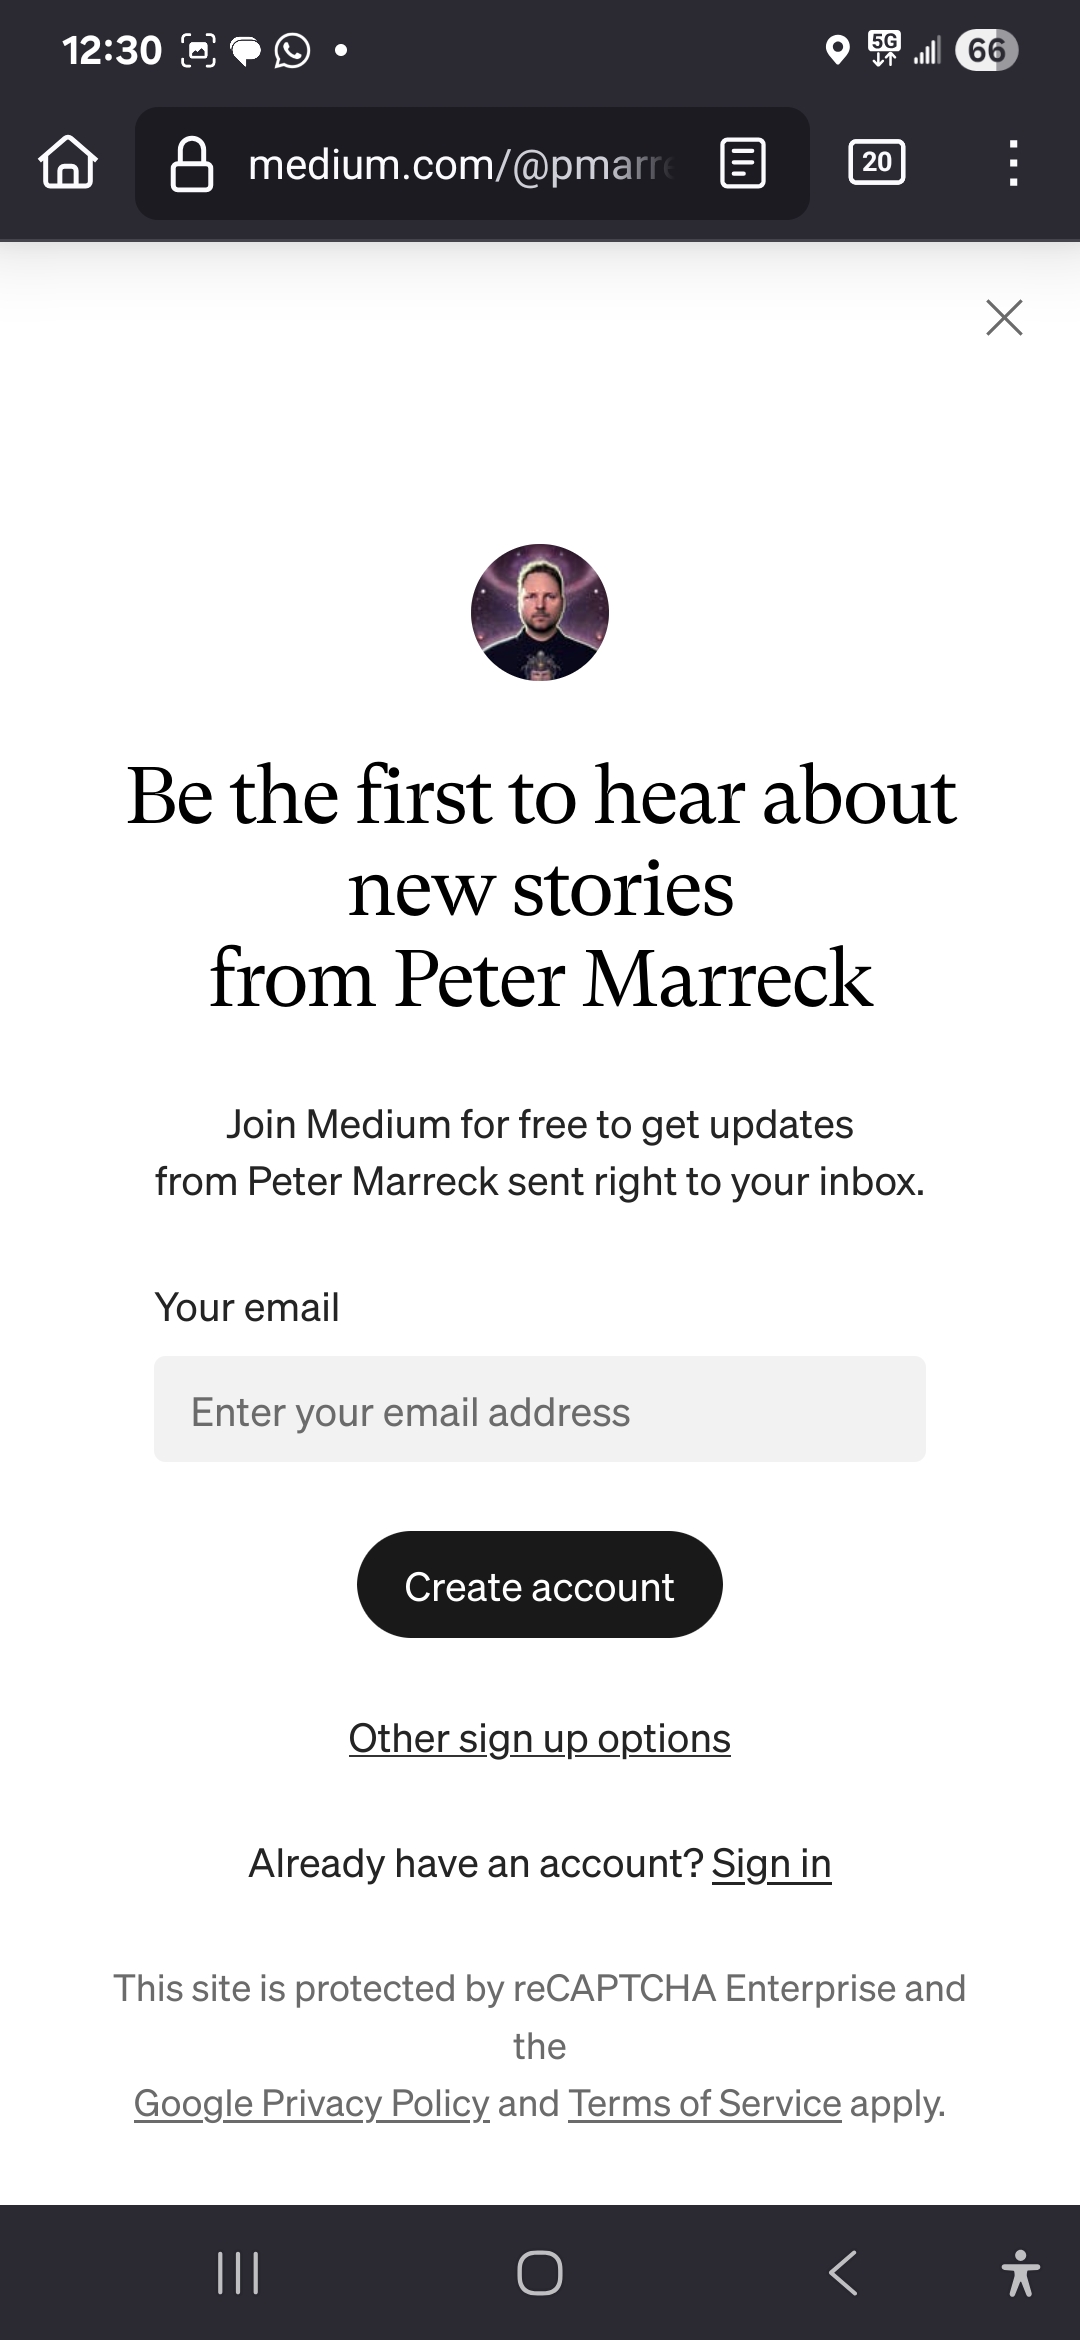 12:30
5G
66
medium.com/@pmarre
20
Be the first to hear about
new stories
from Peter Marreck
Join Medium for free to get updates
from Peter Marreck sent right to your inbox.
Your email
Enter your email address
Create account
Other sign up options
Already have an account? Sign in
This site is protected by reCAPTCHA Enterprise and
the
Google Privacy Policy and Terms of Service apply.